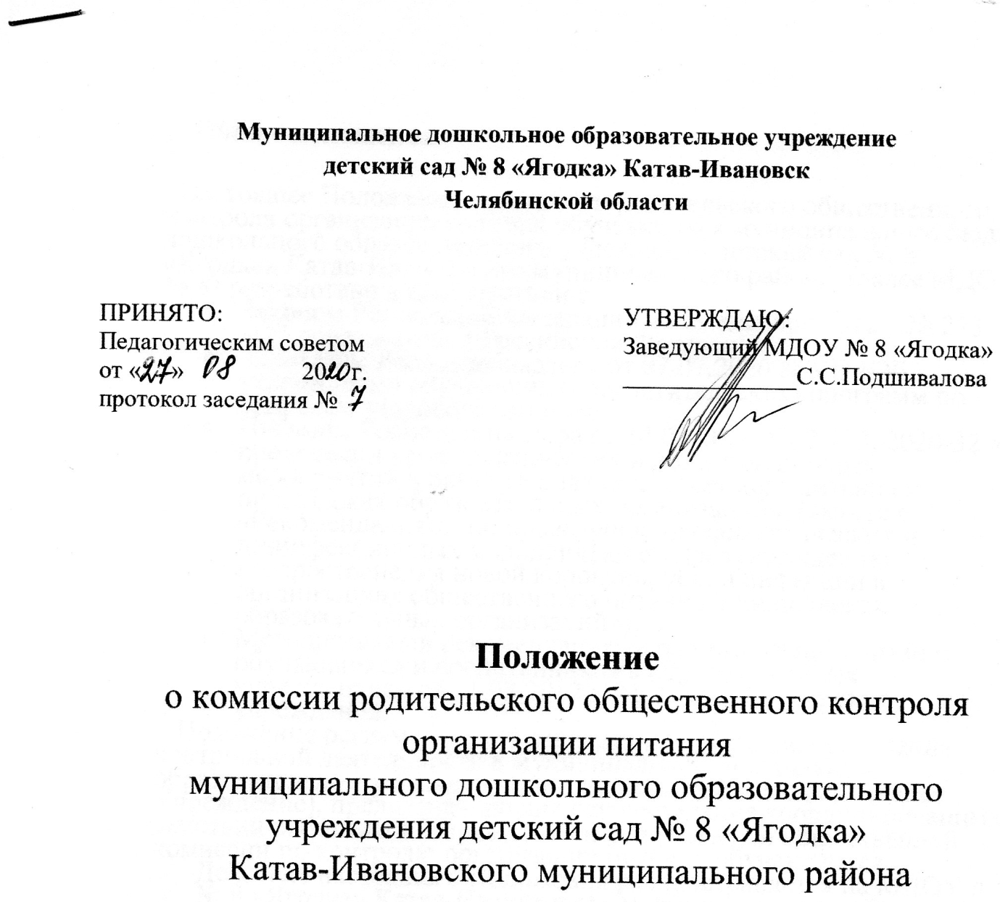 Муниципальное дошкольное образовательное учреждение
детский сад № 8 «Ягодка» Катав-Ивановск
Челябинской области
ПРИНЯТО:
Педагогическим советом
от «27» 08 2020г.
протокол заседания № 7
УТВЕРЖДАЮ:
Заведующий МДОУ № 8 «Ягодка»
______________С.С.Подшивалова
Положение
о комиссии родительского общественного контроля
организации питания
муниципального дошкольного образовательного
учреждения детский сад № 8 «Ягодка»
Катав-Ивановского муниципального района